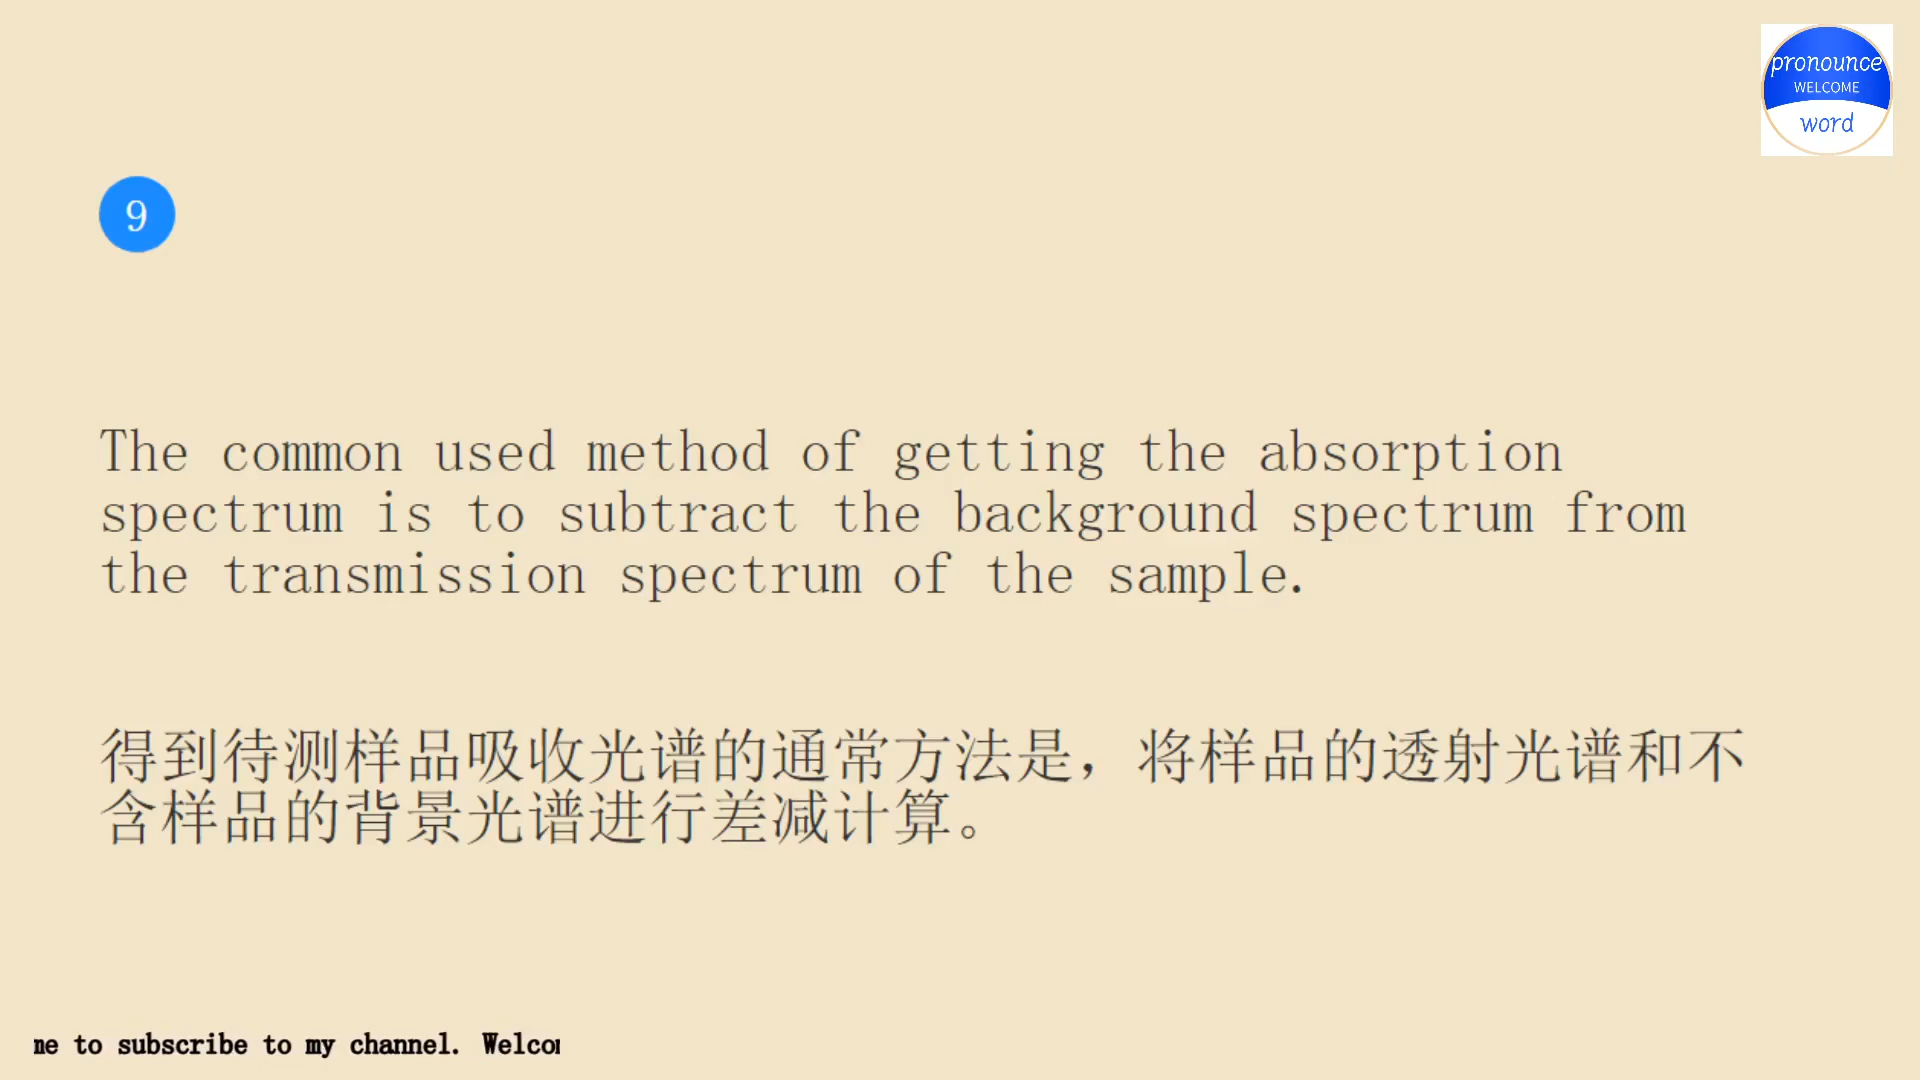 pronounce
WELCOME
word
9
The common used method of getting the absorption
spectrum is to subtract the background spectrum from
the transmission spectrum of the sample.
得到待测样品吸收光谱的通常方法是，将样品的透射光谱和不
含样品的背景光谱进行差减计算。
me to subscribe to my channel. Welco